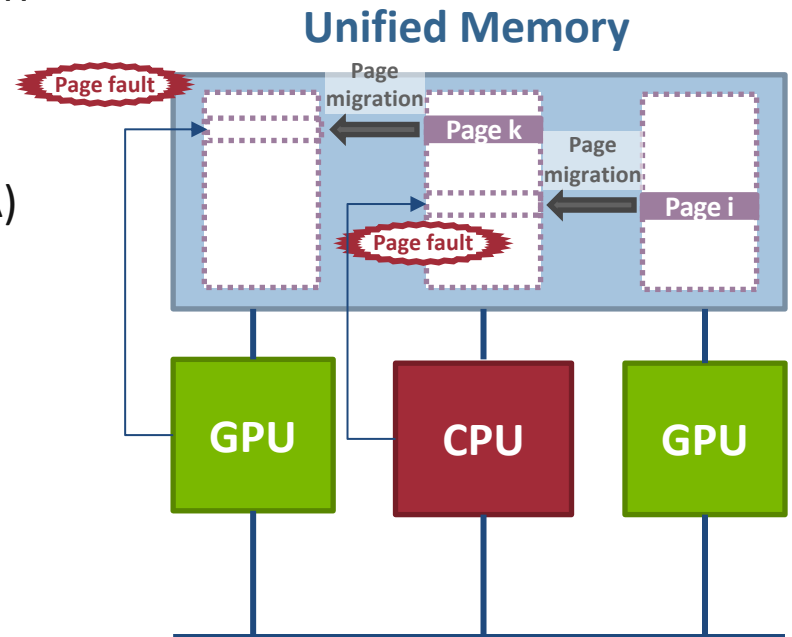 Unified Memory
Page fault
Page
migration
Page k
Page
migration
A)
Page i
Page fault
GPU
CPU
GPU